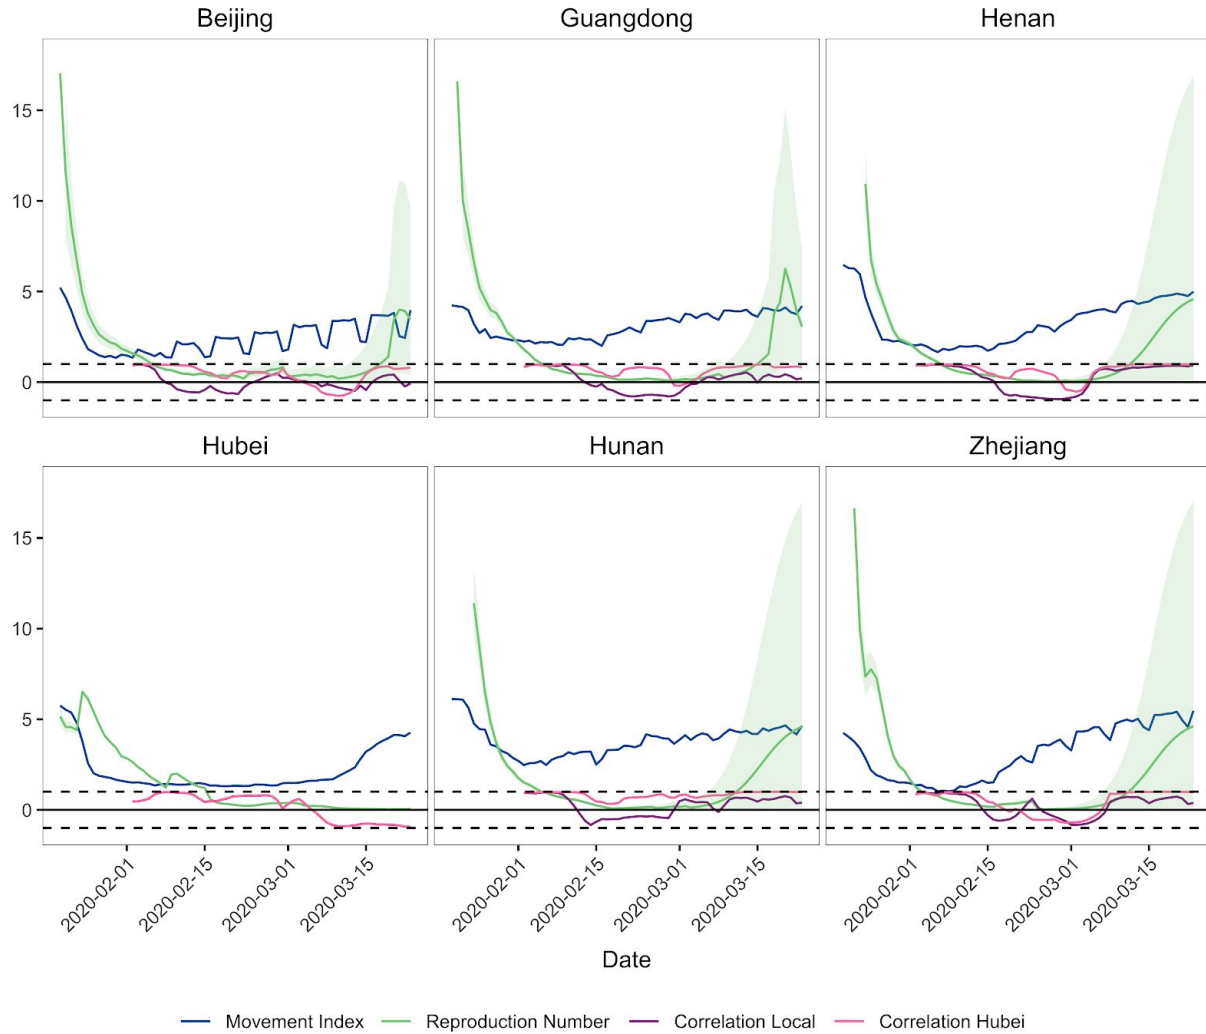 Beijing Guangdong Henan
15
10
5
0
Hubei Hunan Zhejiang
15
10
5
0
2020-02-01 2020-02-15 2020-03-01 2020-03-15 2020-02-01 2020-02-15 2020-03-01 2020-03-15 2020-02-01 2020-02-15 2020-03-01 2020-03-15
Date
Movement Index Reproduction Number Correlation Local Correlation Hubei